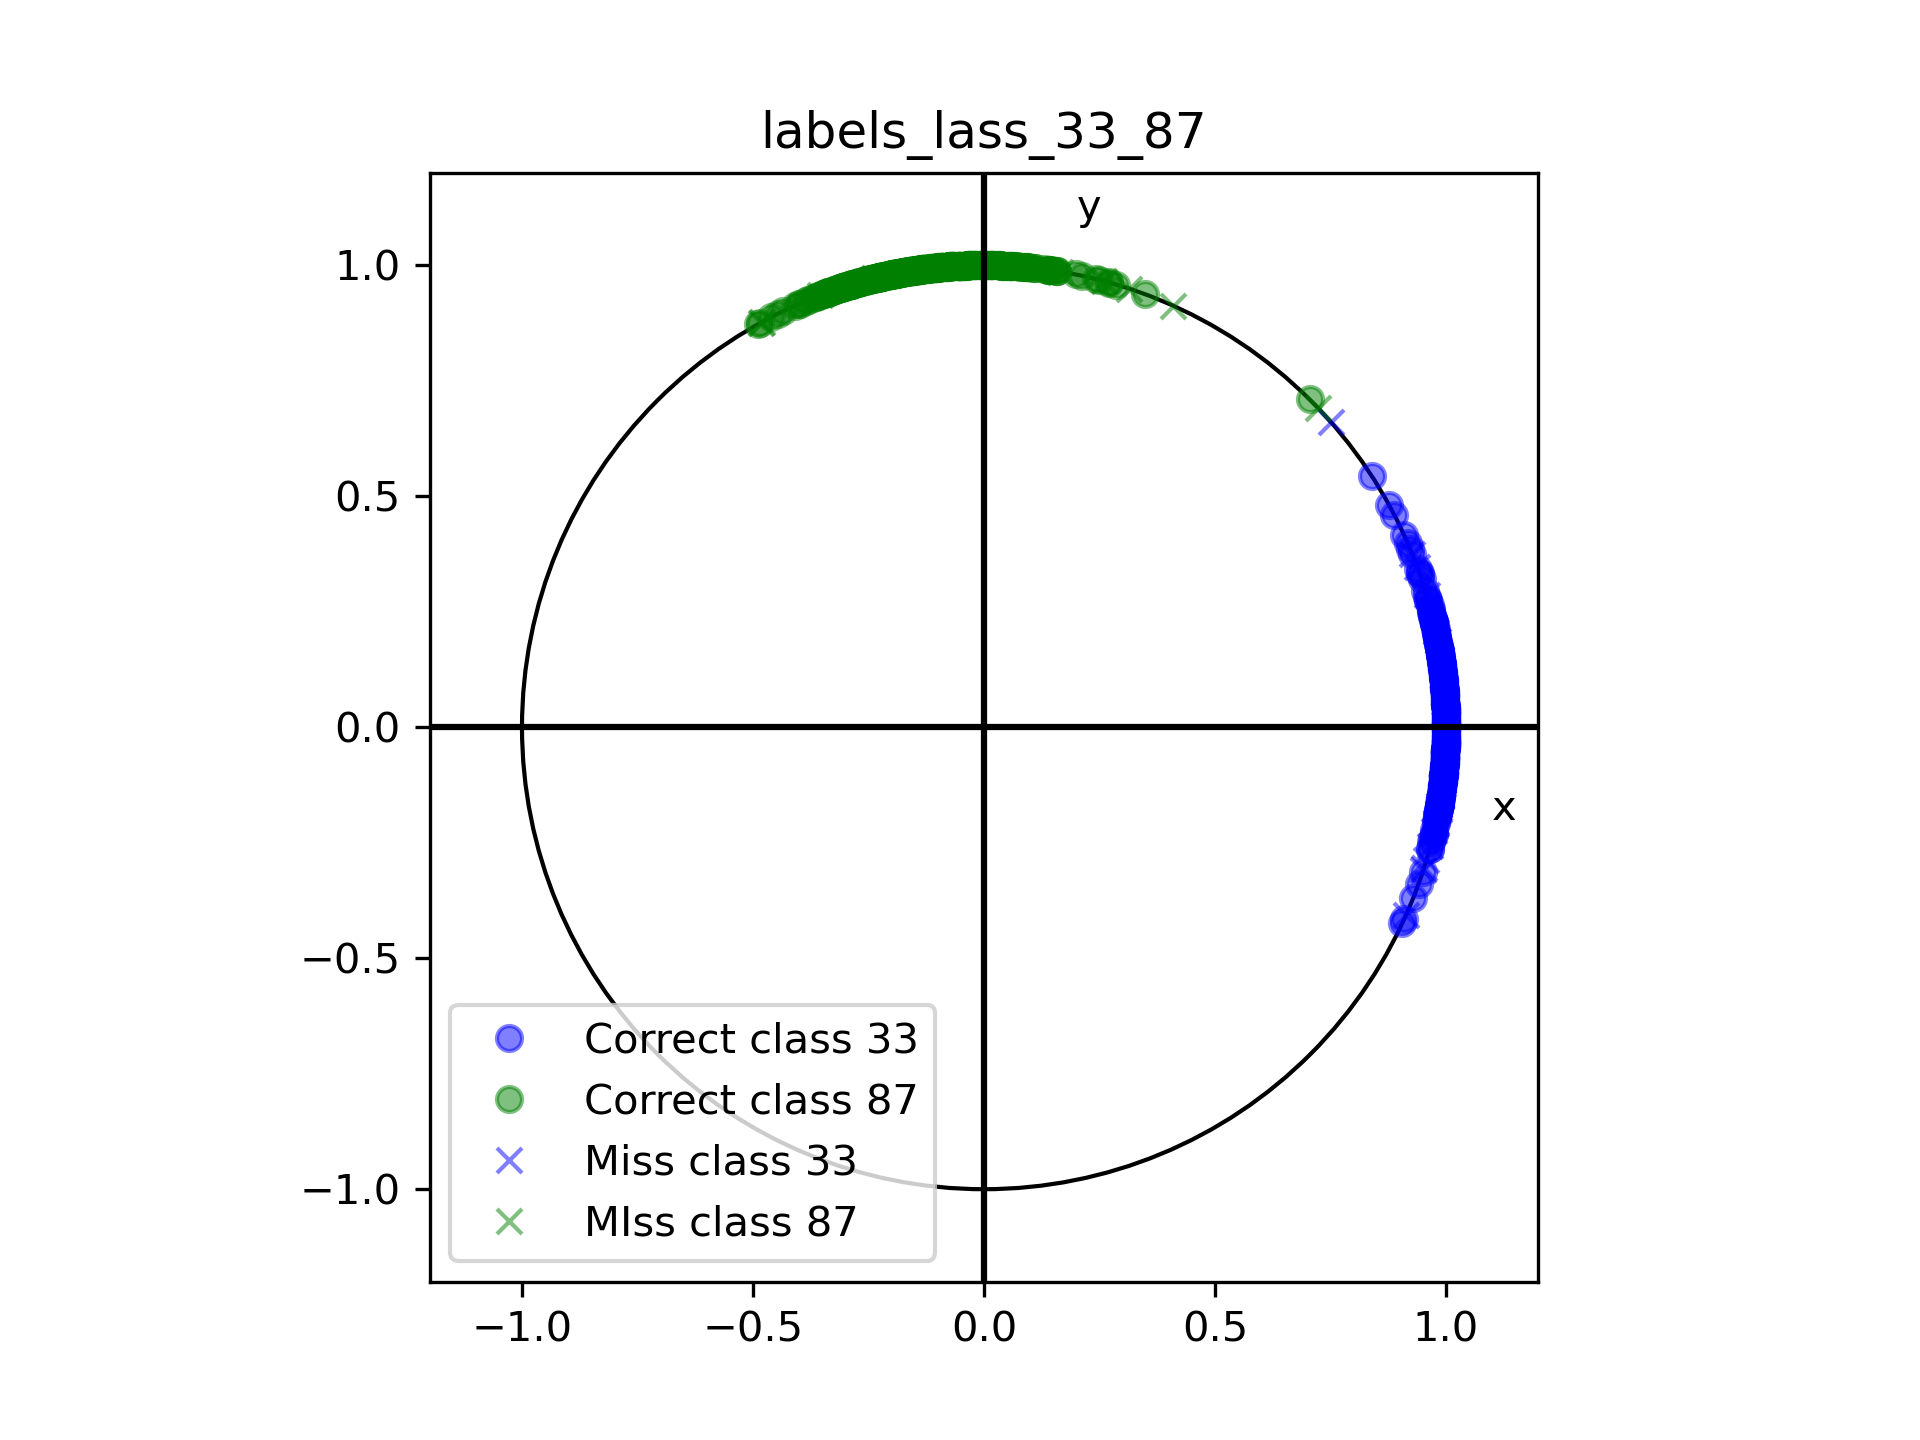 labels_lass_33_87
y
1.0
0.5
0.0
x
−0.5
−1.0
Correct class 33
Correct class 87
Miss class 33
MIss class 87
−1.0 −0.5 0.0 0.5 1.0